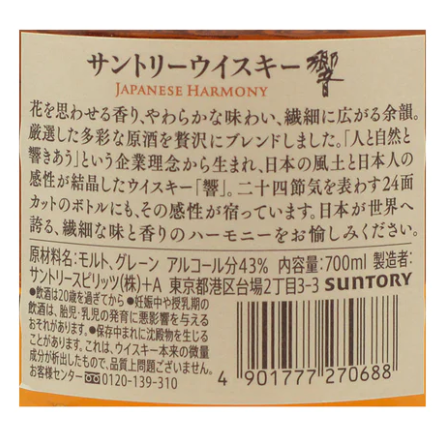 サントリーウイスキー 響
JAPANESE HARMONY
花を思わせる香り、やわらかな味わい、繊細に広がる余韻。
厳選した多彩な原酒を贅沢にブレンドしました。「人と自然と
響きあう」という企業理念から生まれ、日本の風土と日本人の
感性が結晶したウイスキー「響」。二十四節気を表わす24面
カットのボトルにも、その感性が宿っています。日本が世界へ
誇る、繊細な味と香りのハーモニーをお愉しみください。
原材料名:モルト、グレーン アルコール分43% 内容量:700ml 製造者:
サントリースピリッツ(株)+A 東京都港区台場2丁目3-3 SUNTORY
●飲酒は20歳を過ぎてから ●妊娠中や授乳期の
飲酒は、胎児・乳児の発育に悪影響を与える
おそれがあります。●保存中まれに沈殿物を生じる
ことがあります。これは、ウイスキー本来の微量
成分が析出したもので、品質上問題ございません。
お客様センター 0120-139-310
4 901777 270688